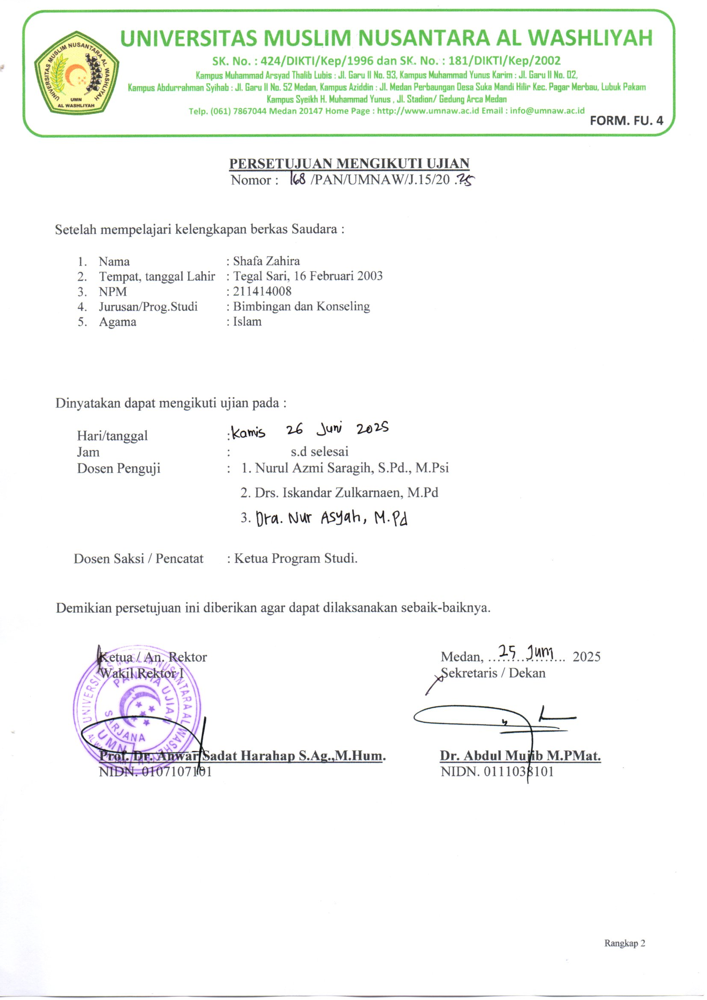 UNIVERSITAS MUSLIM NUSANTARA AL WASHLIYAH
UNIVERSITAS MUSLIM NUSANTARA AL WASHLIYAH
UMN
AL WASHLIYAH
SK. No. : 424/DIKTI/Kep/1996 dan SK. No. : 181/DIKTI/Kep/2002
Kampus Muhammad Arsyad Thalib Lubis : Jl. Garu II No. 93, Kampus Muhammad Yunus Karim : Jl. Garu II No. 02,
Kampus Abdurrahman Syihab : Jl. Garu II No. 52 Medan, Kampus Aziddin : Jl. Medan Perbaungan Desa Suka Mandi Hilir Kec. Pagar Merbau, Lubuk Pakam
Kampus Syeikh H. Muhammad Yunus , Jl. Stadion/ Gedung Arca Medan
Telp. (061) 7867044 Medan 20147 Home Page : http://www.umnaw.ac.id Email : info@umnaw.ac.id
FORM. FU. 4
PERSETUJUAN MENGIKUTI UJIAN
Nomor : 168 /PAN/UMNAW/J.15/20 .25
Setelah mempelajari kelengkapan berkas Saudara :
1. Nama : Shafa Zahira
2. Tempat, tanggal Lahir : Tegal Sari, 16 Februari 2003
3. NPM : 211414008
4. Jurusan/Prog.Studi : Bimbingan dan Konseling
5. Agama : Islam
Dinyatakan dapat mengikuti ujian pada :
Hari/tanggal : Kamis 26 Juni 2025
Jam : s.d selesai
Dosen Penguji : 1. Nurul Azmi Saragih, S.Pd., M.Psi
2. Drs. Iskandar Zulkarnaen, M.Pd
3. Dra. Nur Asyah, M.Pd
Dosen Saksi / Pencatat : Ketua Program Studi.
Demikian persetujuan ini diberikan agar dapat dilaksanakan sebaik-baiknya.
Ketua / An. Rektor
Wakil Rektor I
Medan, ...25 Juni... 2025
Sekretaris / Dekan
UNIVERSITAS MUSLIM NUSANTARA AL WASHLIYAH
PANITIA UJIAN
SARJANA
UMN
Prof. Dr. Anwar Sadat Harahap S.Ag.,M.Hum.
NIDN. 0107107101
Dr. Abdul Mujib M.PMat.
NIDN. 0111038101
Rangkap 2